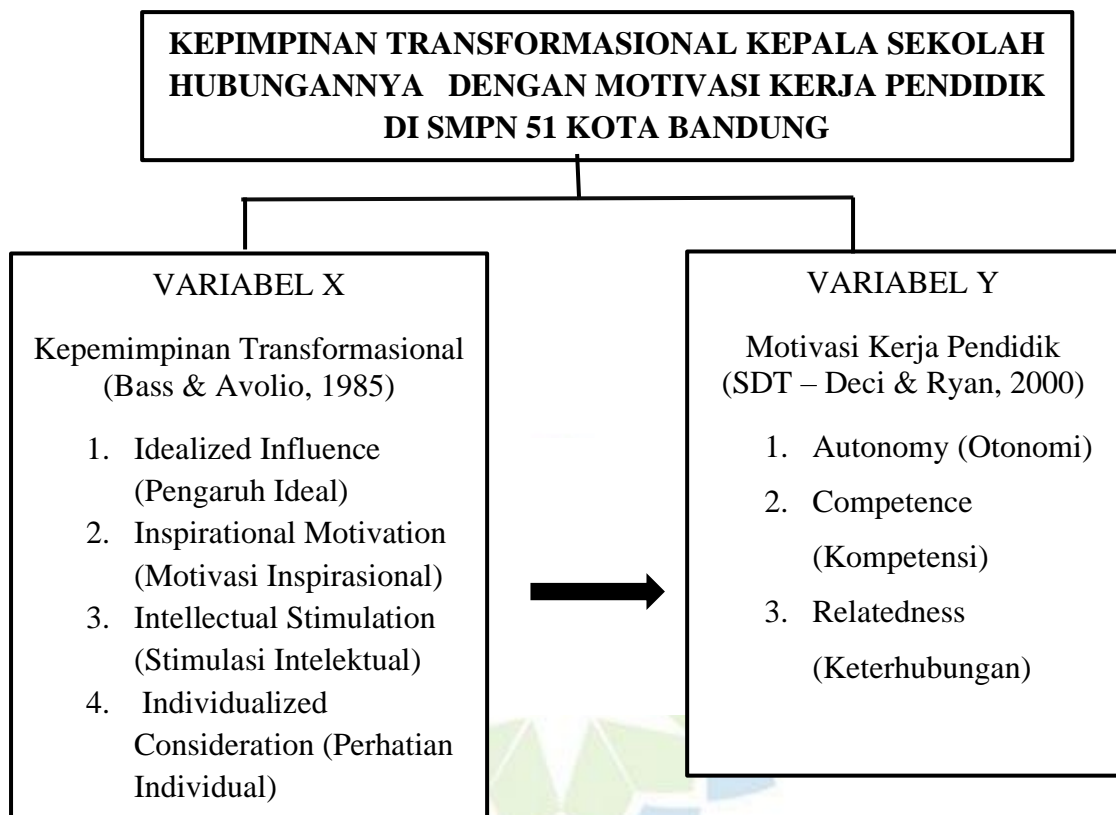 KEPIMPINAN TRANSFORMASIONAL KEPALA SEKOLAH
HUBUNGANNYA DENGAN MOTIVASI KERJA PENDIDIK
DI SMPN 51 KOTA BANDUNG
VARIABEL X
Kepemimpinan Transformasional
(Bass & Avolio, 1985)
1. Idealized Influence
(Pengaruh Ideal)
2. Inspirational Motivation
(Motivasi Inspirasional)
3. Intellectual Stimulation
(Stimulasi Intelektual)
4. Individualized
Consideration (Perhatian
Individual)
VARIABEL Y
Motivasi Kerja Pendidik
(SDT – Deci & Ryan, 2000)
1. Autonomy (Otonomi)
2. Competence
(Kompetensi)
3. Relatedness
(Keterhubungan)